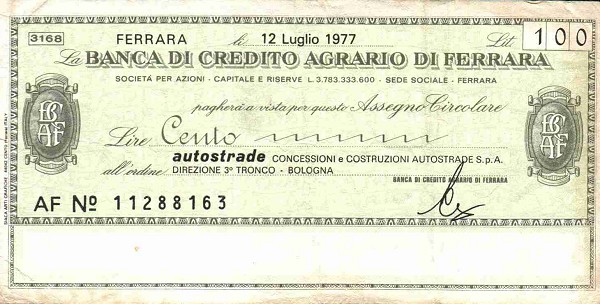 3168 FERRARA li 12 Luglio 1977 Lit. 100
La BANCA DI CREDITO AGRARIO DI FERRARA
SOCIETÀ PER AZIONI - CAPITALE E RISERVE L. 3.783.333.600 - SEDE SOCIALE - FERRARA
pagherà a vista per questo Assegno Circolare
BCAF
BCAF
Lire Cento
autostrade CONCESSIONI e COSTRUZIONI AUTOSTRADE S.p.A.
all'ordine DIREZIONE 3° TRONCO - BOLOGNA
BANCA DI CREDITO AGRARIO DI FERRARA
AF Nº 11288163